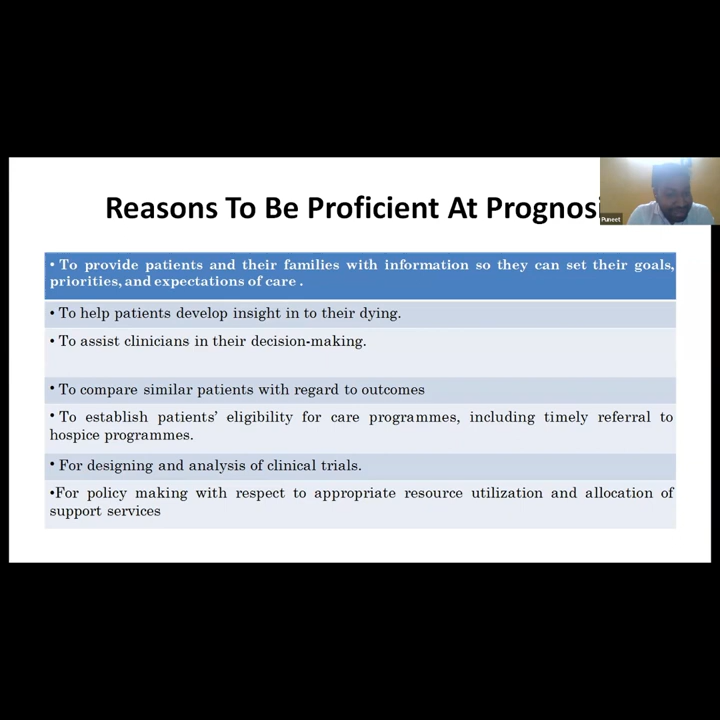 Reasons To Be Proficient At Prognosi
Puneet
• To provide patients and their families with information so they can set their goals,
priorities, and expectations of care .
• To help patients develop insight in to their dying.
• To assist clinicians in their decision-making.
• To compare similar patients with regard to outcomes
• To establish patients’ eligibility for care programmes, including timely referral to
hospice programmes.
• For designing and analysis of clinical trials.
•For policy making with respect to appropriate resource utilization and allocation of
support services